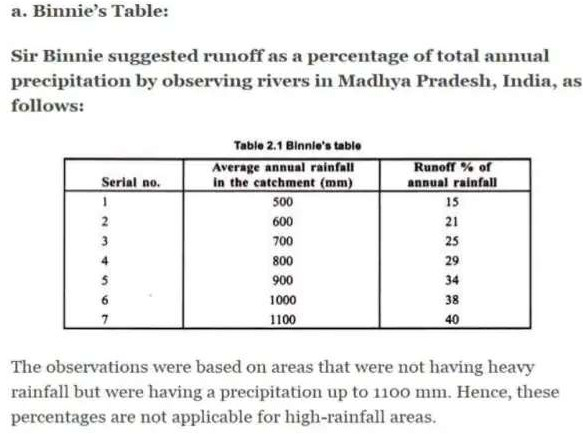 a. Binnie's Table:
Sir Binnie suggested runoff as a percentage of total annual
precipitation by observing rivers in Madhya Pradesh, India, as
follows:
Table 2.1 Binnie's table
Serial no. Average annual rainfall in the catchment (mm) Runoff % of annual rainfall
1 500 15
2 600 21
3 700 25
4 800 29
5 900 34
6 1000 38
7 1100 40
The observations were based on areas that were not having heavy
rainfall but were having a precipitation up to 1100 mm. Hence, these
percentages are not applicable for high-rainfall areas.